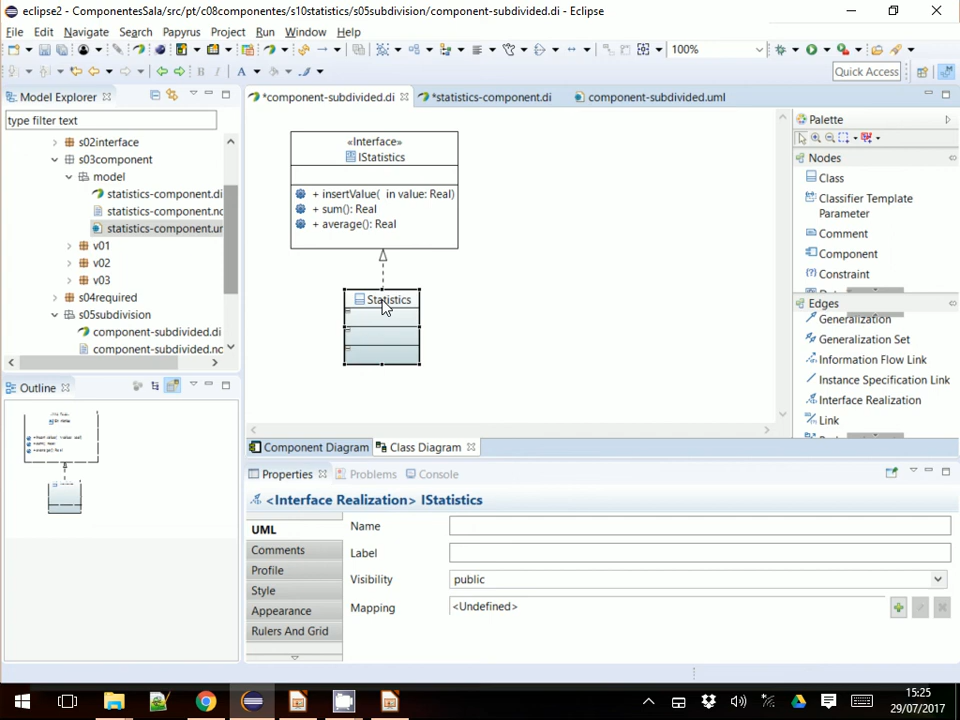 eclipse2 - ComponentesSala/src/pt/c08componentes/s10statistics/s05subdivision/component-subdivided.di - Eclipse
File Edit Navigate Search Papyrus Project Run Window Help
100%
B I A
Quick Access
Model Explorer
type filter text
s02interface
s03component
model
statistics-component.di
statistics-component.nc
statistics-component.ur
v01
v02
v03
s04required
s05subdivision
component-subdivided.di
component-subdivided.nc
Outline
*component-subdivided.di
*statistics-component.di
component-subdivided.uml
«Interface»
IStatistics
+ insertValue( in value: Real)
+ sum(): Real
+ average(): Real
Statistics
Palette
Nodes
Class
Classifier Template
Parameter
Comment
Component
Constraint
Edges
Generalization
Generalization Set
Information Flow Link
Instance Specification Link
Interface Realization
Link
Component Diagram
Class Diagram
Properties
Problems
Console
<Interface Realization> IStatistics
UML
Comments
Profile
Style
Appearance
Rulers And Grid
Name
Label
Visibility
public
Mapping
<Undefined>
15:25
29/07/2017